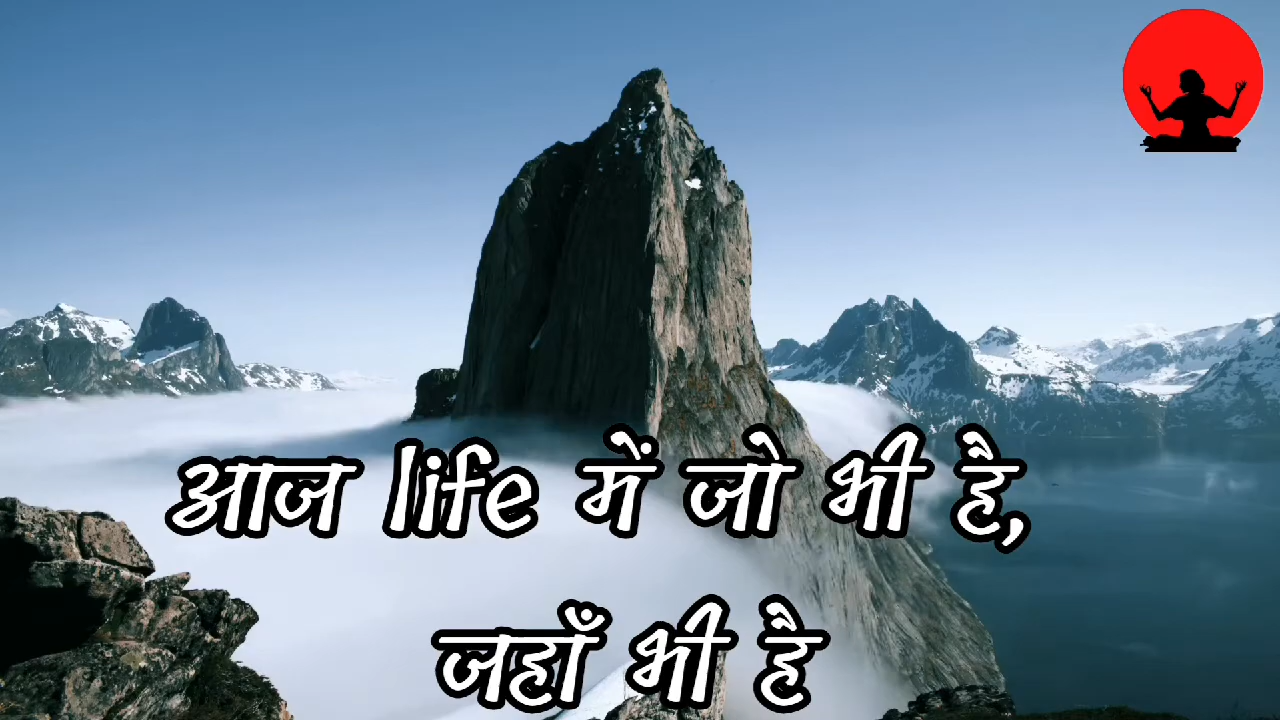 आज life में जो भी है,
जहाँ भी है